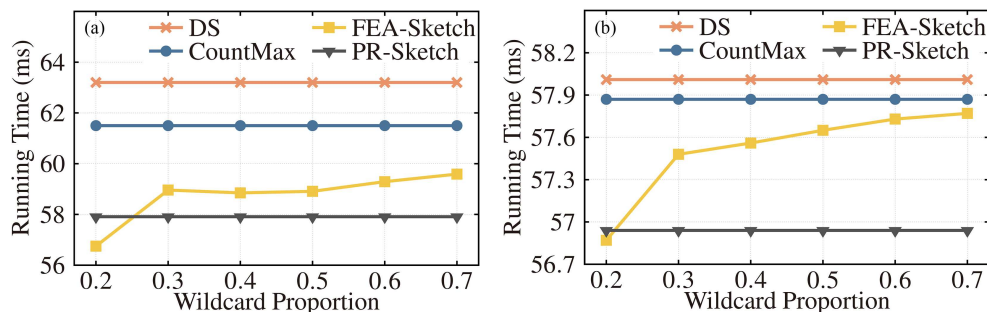 (a)
DS
FEA-Sketch
CountMax
PR-Sketch
Running Time (ms)
64
62
60
58
56
0.2 0.3 0.4 0.5 0.6 0.7
Wildcard Proportion
(b)
DS
FEA-Sketch
CountMax
PR-Sketch
Running Time (ms)
58.2
57.9
57.6
57.3
57
56.7
0.2 0.3 0.4 0.5 0.6 0.7
Wildcard Proportion